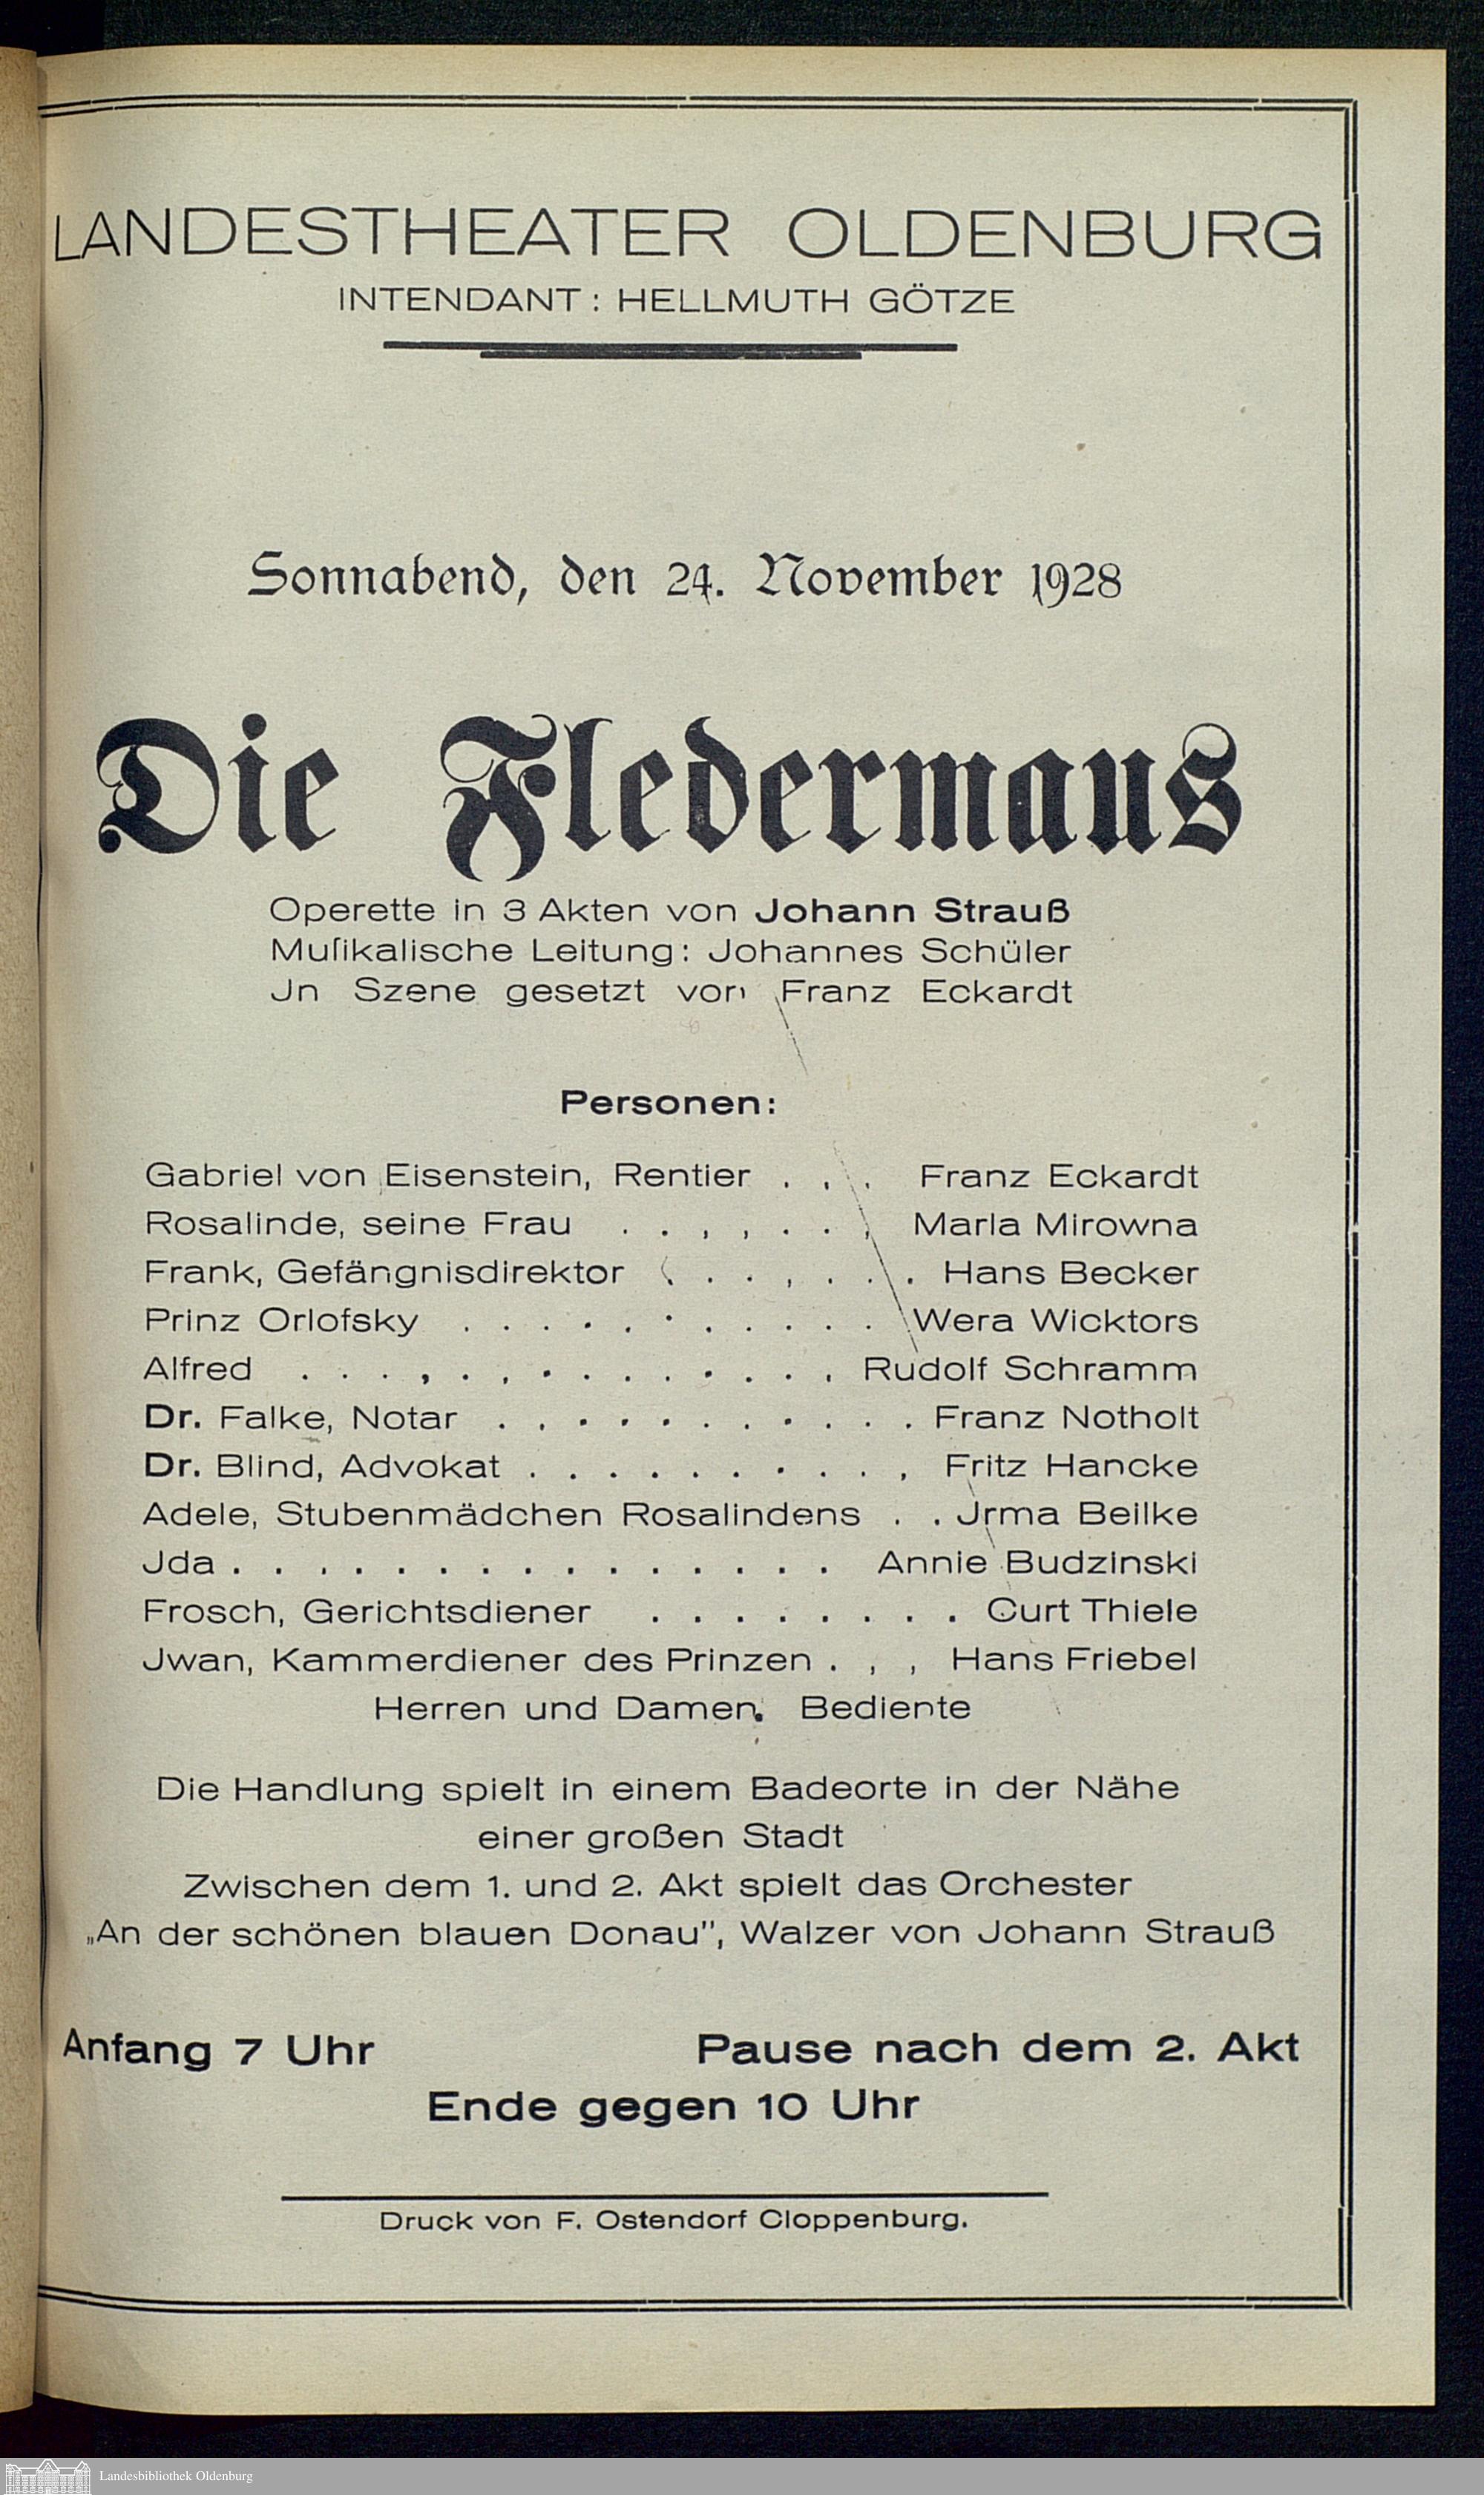 LANDESTHEATER OLDENBURG
INTENDANT: HELLMUTH GÖTZE
Sonnabend, den 24. November 1928
Die Fledermaus
Operette in 3 Akten von Johann Strauß
Muſikalische Leitung: Johannes Schüler
Jn Szene gesetzt von Franz Eckardt
Personen:
Gabriel von Eisenstein, Rentier . , . . Franz Eckardt
Rosalinde, seine Frau . . , , . . , Maria Mirowna
Frank, Gefängnisdirektor . . . , . . . Hans Becker
Prinz Orlofsky . . . . . . . . . . . Wera Wicktors
Alfred . . . , . , . . . . . . . , Rudolf Schramm
Dr. Falke, Notar . , . . . . . . . . . Franz Notholt
Dr. Blind, Advokat . . . . . . . . . , Fritz Hancke
Adele, Stubenmädchen Rosalindens . . Jrma Beilke
Jda . . . . . . . . . . . . . . . Annie Budzinski
Frosch, Gerichtsdiener . . . . . . . . Curt Thiele
Jwan, Kammerdiener des Prinzen . , , Hans Friebel
Herren und Damen. Bediente
Die Handlung spielt in einem Badeorte in der Nähe
einer großen Stadt
Zwischen dem 1. und 2. Akt spielt das Orchester
„An der schönen blauen Donau", Walzer von Johann Strauß
Anfang 7 Uhr Pause nach dem 2. Akt
Ende gegen 10 Uhr
Druck von F. Ostendorf Cloppenburg.
Landesbibliothek Oldenburg